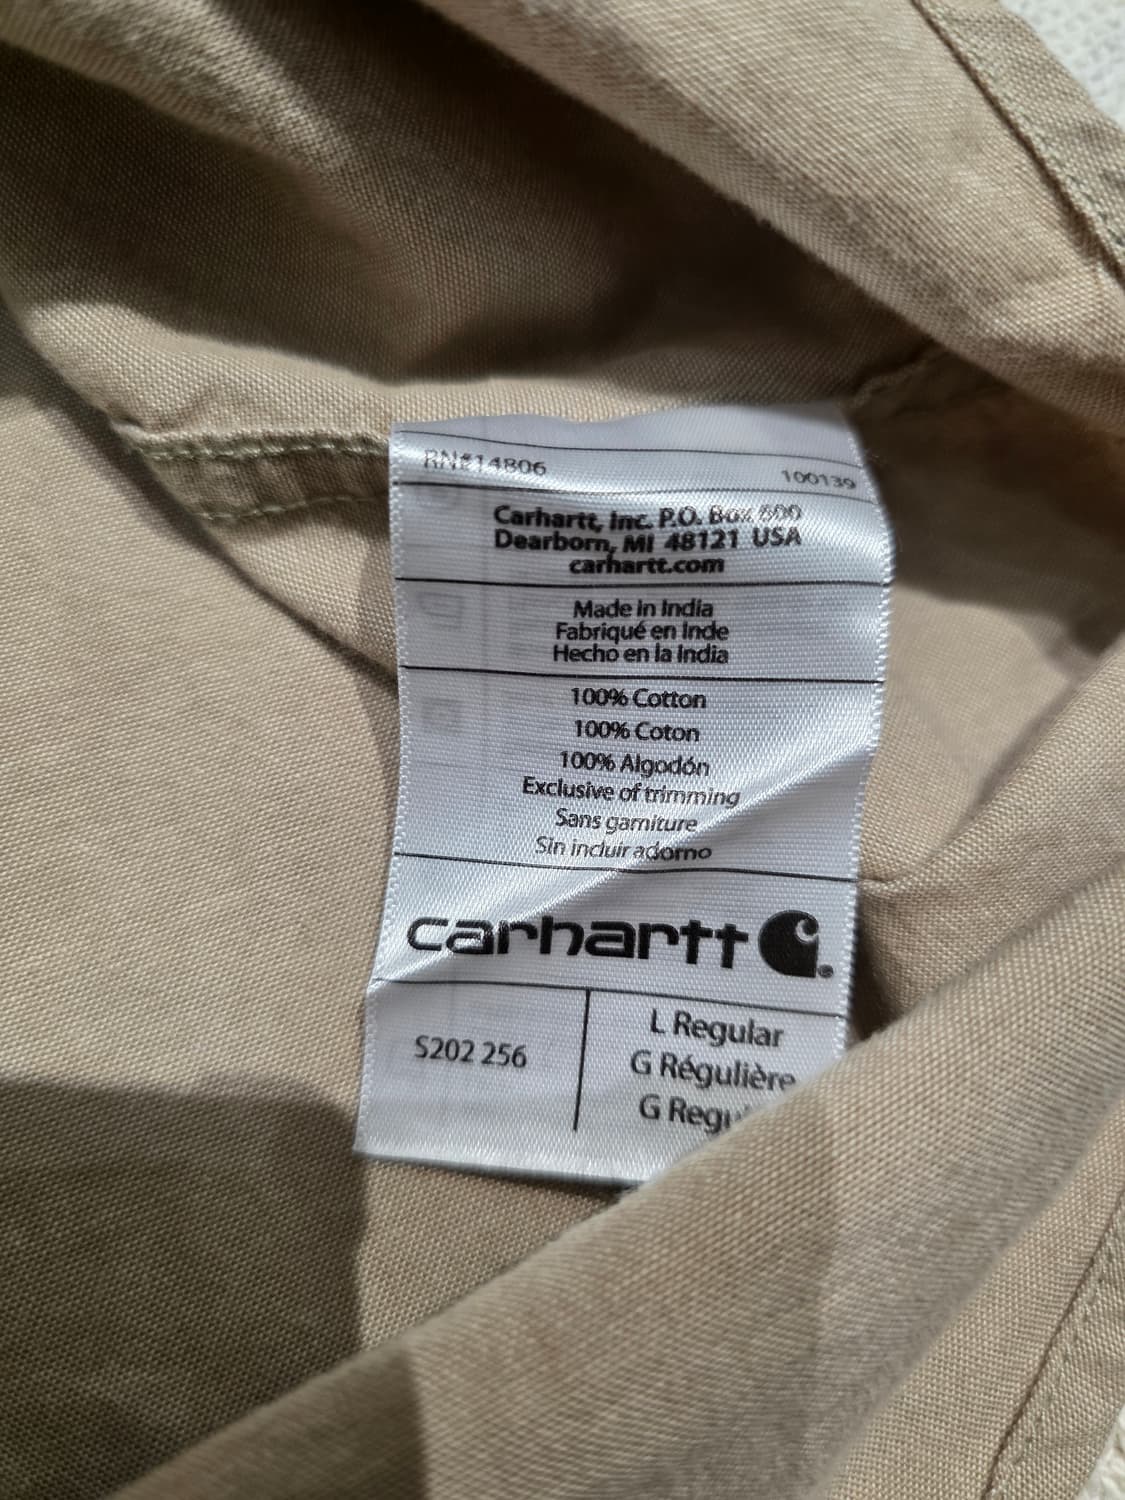 RN#14806
100139
Carhartt, Inc. P.O. Box 600
Dearborn, MI 48121 USA
carhartt.com
Made in India
Fabriqué en Inde
Hecho en la India
100% Cotton
100% Coton
100% Algodón
Exclusive of trimming
Sans garniture
Sin incluir adorno
carhartt
S202 256
L Regular
G Régulière
G Regu